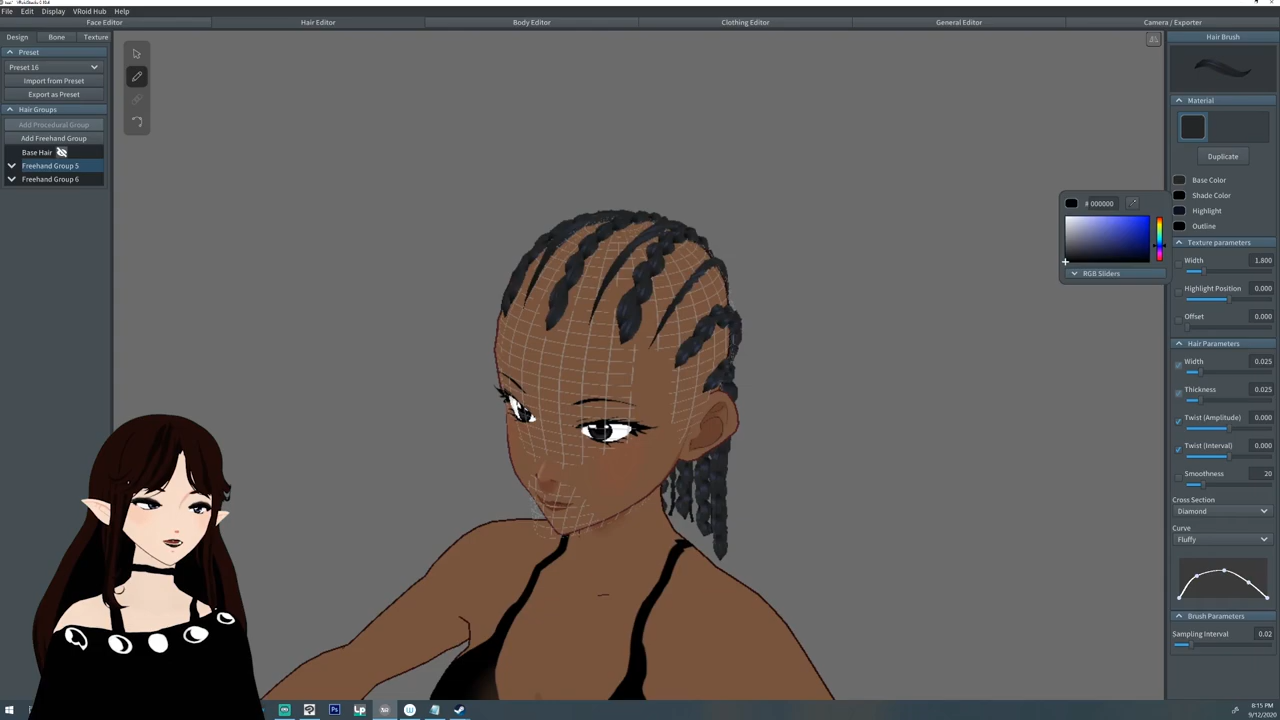 File Edit Display VRoid Hub Help
Face Editor Hair Editor Body Editor Clothing Editor General Editor Camera / Exporter
Design Bone Texture
Preset
Preset 16
Import from Preset
Export as Preset
Hair Groups
Add Procedural Group
Add Freehand Group
Base Hair
Freehand Group 5
Freehand Group 6
# 000000
RGB Sliders
Hair Brush
Material
Duplicate
Base Color
Shade Color
Highlight
Outline
Texture parameters
Width 1.800
Highlight Position 0.000
Offset 0.000
Hair Parameters
Width 0.025
Thickness 0.025
Twist (Amplitude) 0.000
Twist (Interval) 0.000
Smoothness 20
Cross Section
Diamond
Curve
Fluffy
Brush Parameters
Sampling Interval 0.02
Ps
8:15 PM
9/12/2020